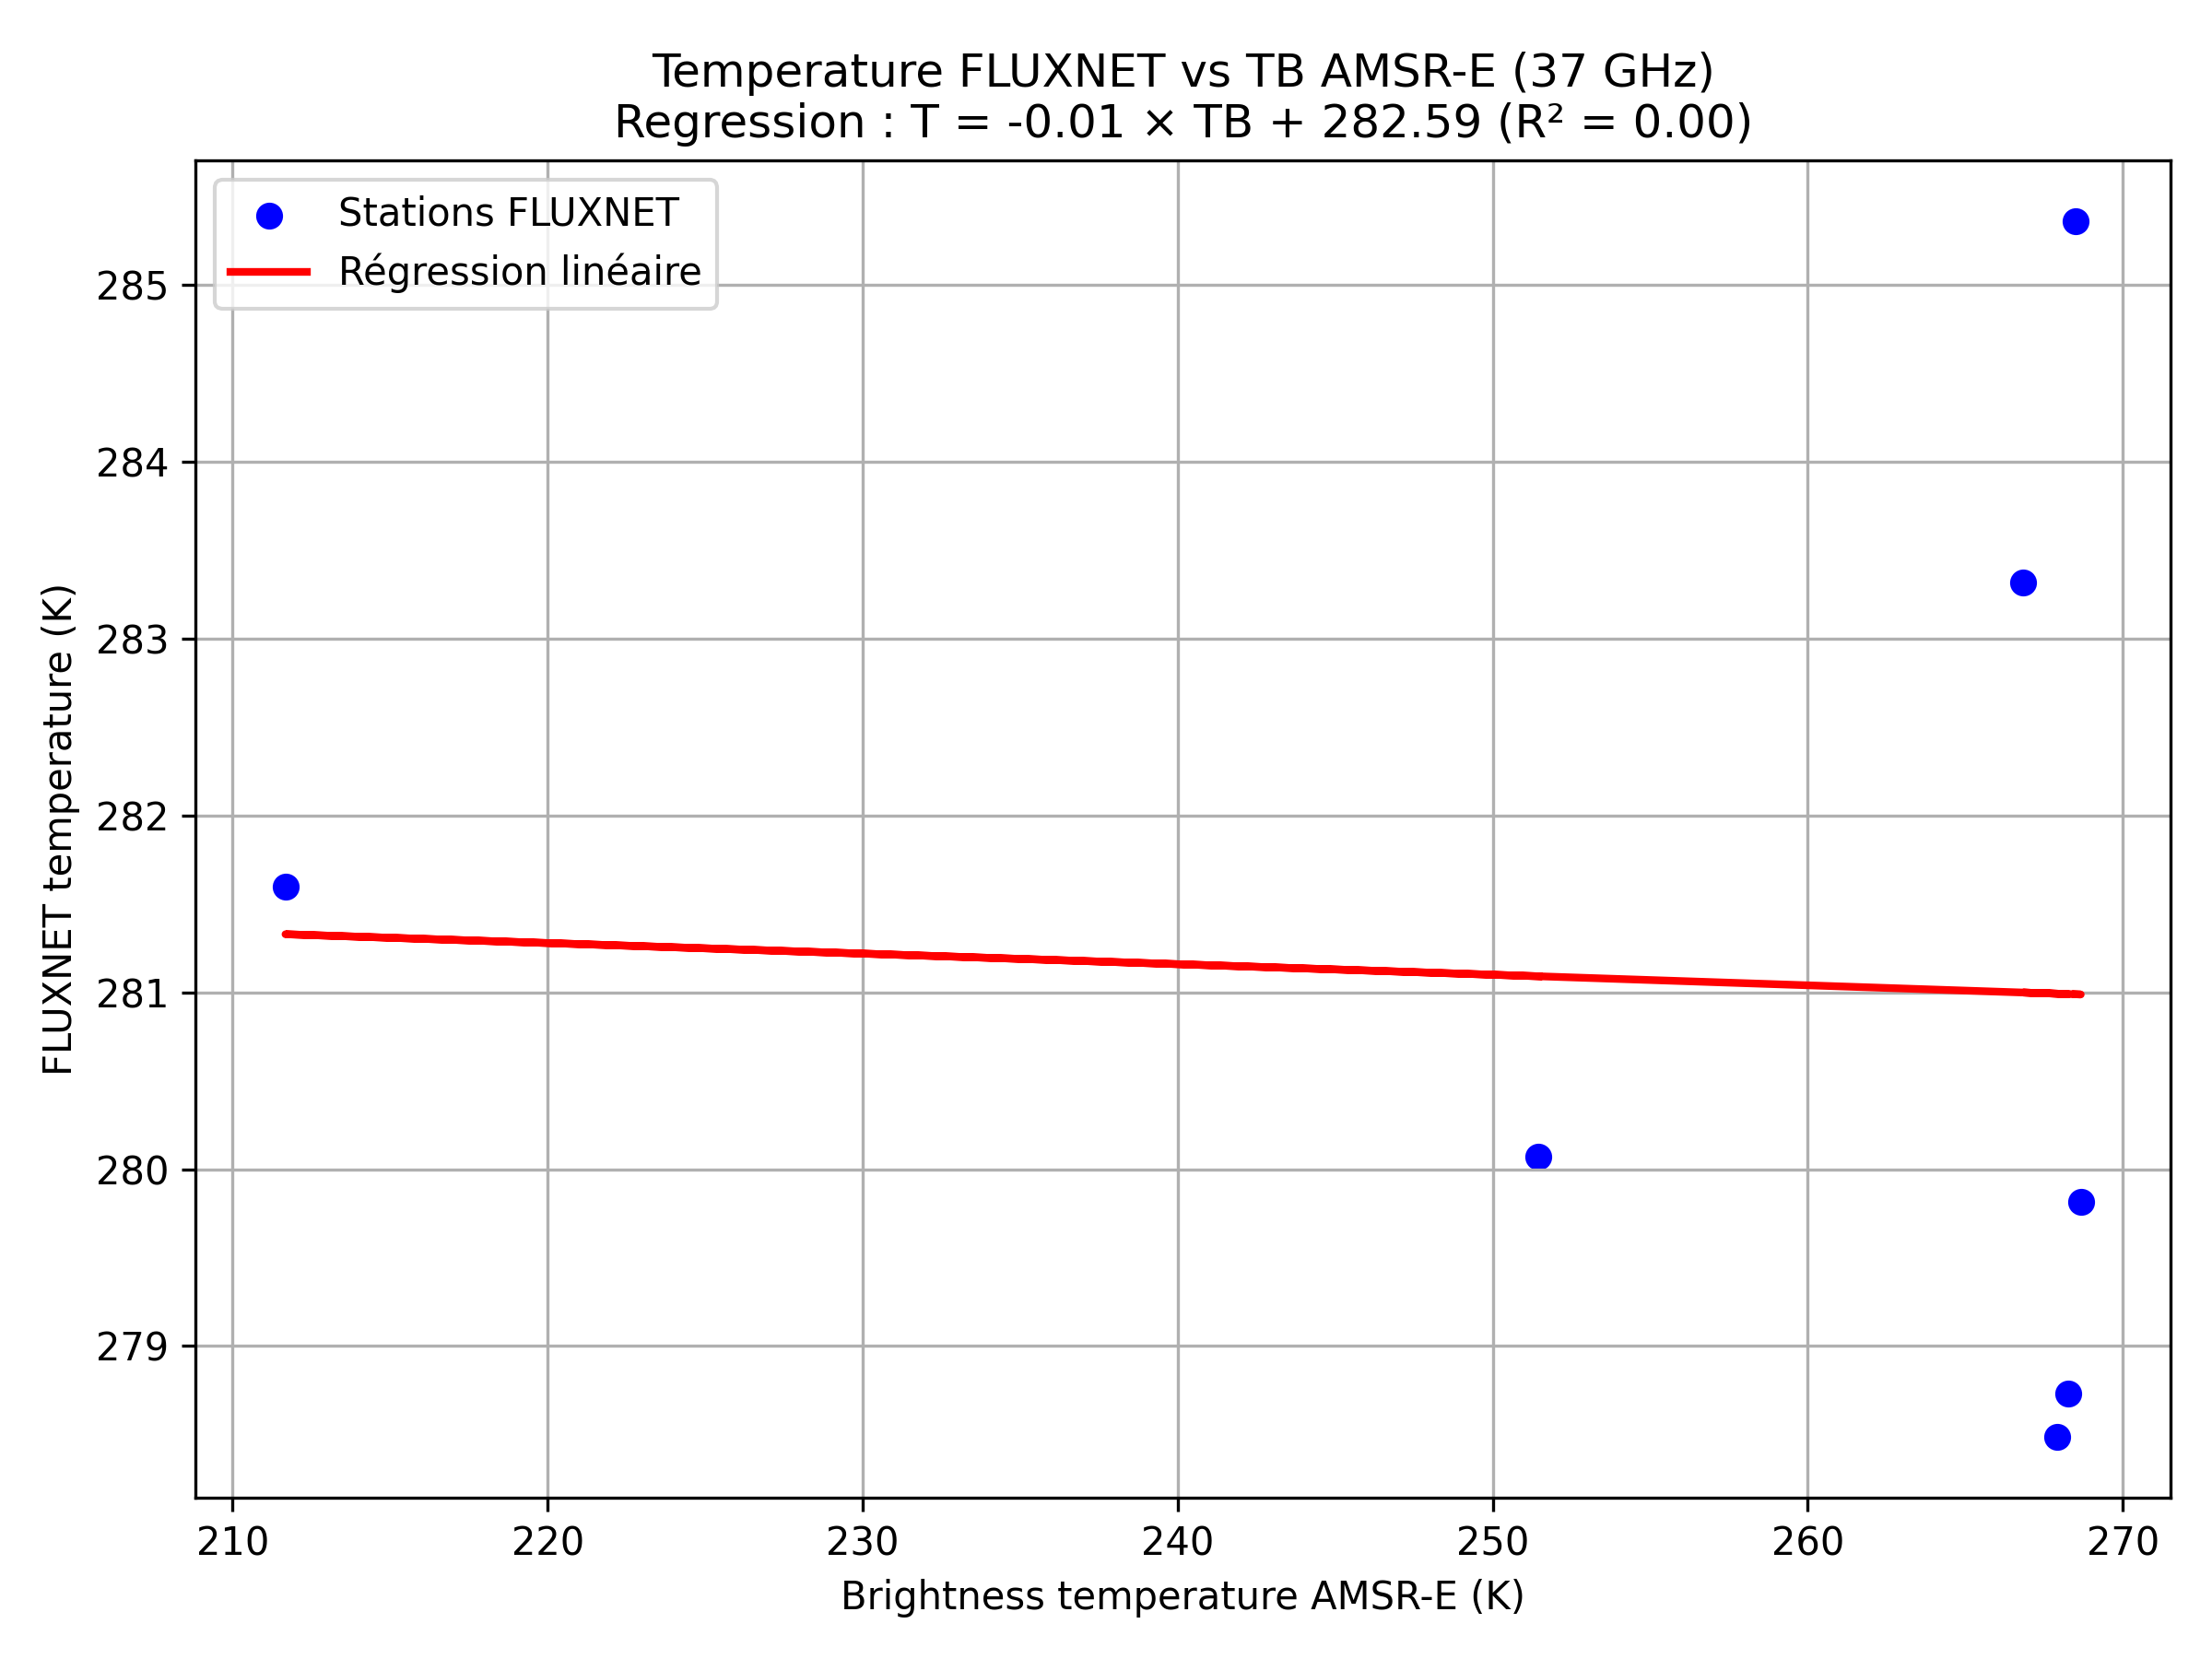 Temperature FLUXNET vs TB AMSR-E (37 GHz)
Regression : T = -0.01 × TB + 282.59 (R² = 0.00)
Stations FLUXNET
Régression linéaire
285
284
283
282
281
280
279
FLUXNET temperature (K)
210 220 230 240 250 260 270
Brightness temperature AMSR-E (K)